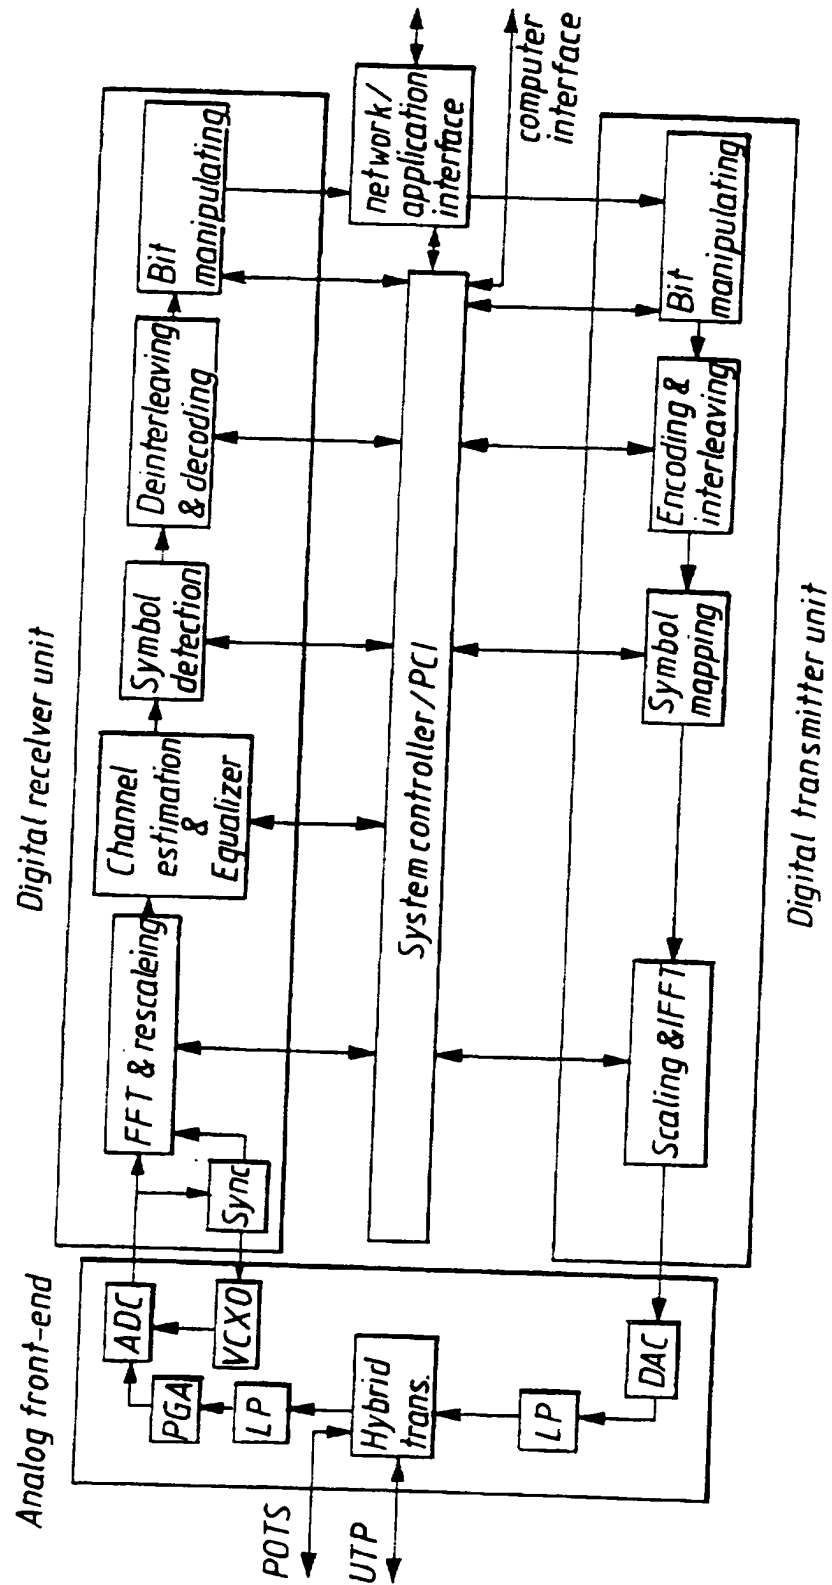 Analog front-end
Digital receiver unit
ADC
PGA
LP
VCXO
Sync
FFT & rescaleing
Channel
estimation
&
Equalizer
Symbol
detection
Deinterleaving
& decoding
Bit
manipulating
POTS
UTP
Hybrid
trans.
System controller/PCI
network/
application
interface
computer
interface
LP
DAC
Scaling & IFFT
Symbol
mapping
Encoding &
interleaving
Bit
manipulating
Digital transmitter unit